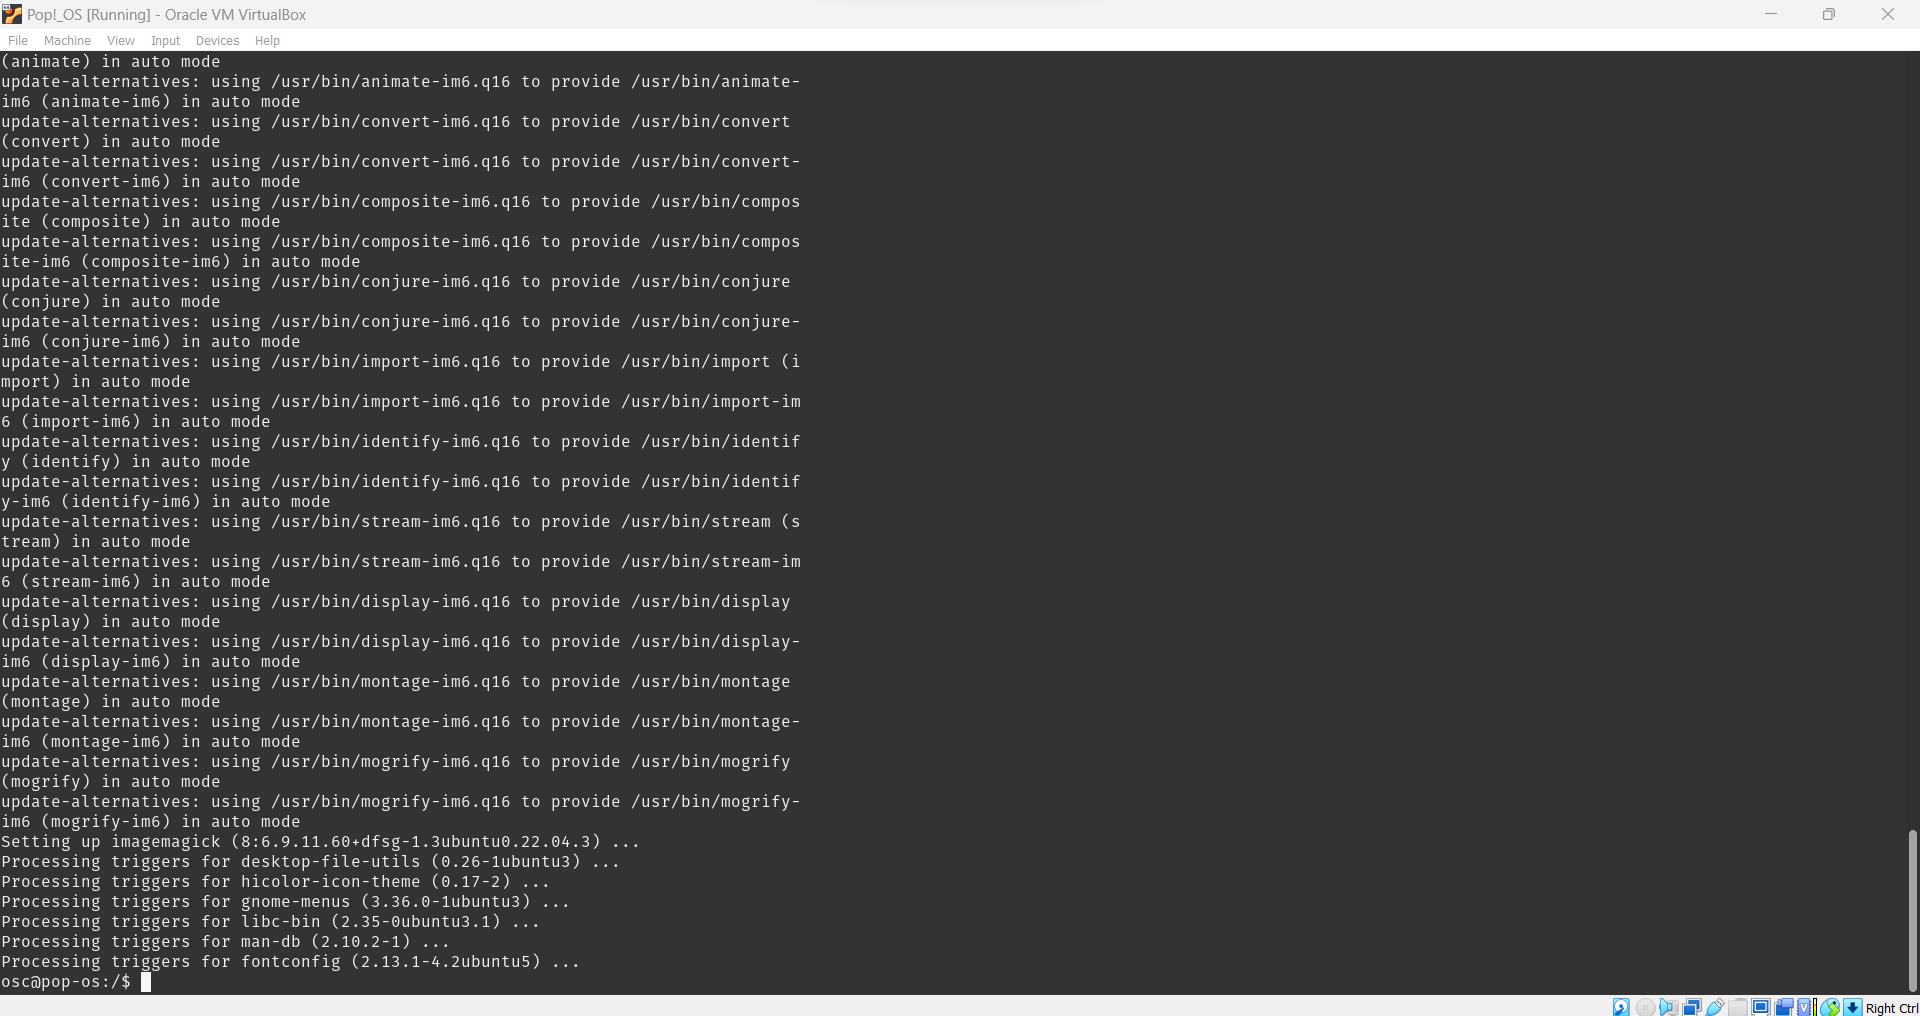 Pop!_OS [Running] - Oracle VM VirtualBox
File Machine View Input Devices Help
(animate) in auto mode
update-alternatives: using /usr/bin/animate-im6.q16 to provide /usr/bin/animate-
im6 (animate-im6) in auto mode
update-alternatives: using /usr/bin/convert-im6.q16 to provide /usr/bin/convert
(convert) in auto mode
update-alternatives: using /usr/bin/convert-im6.q16 to provide /usr/bin/convert-
im6 (convert-im6) in auto mode
update-alternatives: using /usr/bin/composite-im6.q16 to provide /usr/bin/compos
ite (composite) in auto mode
update-alternatives: using /usr/bin/composite-im6.q16 to provide /usr/bin/compos
ite-im6 (composite-im6) in auto mode
update-alternatives: using /usr/bin/conjure-im6.q16 to provide /usr/bin/conjure
(conjure) in auto mode
update-alternatives: using /usr/bin/conjure-im6.q16 to provide /usr/bin/conjure-
im6 (conjure-im6) in auto mode
update-alternatives: using /usr/bin/import-im6.q16 to provide /usr/bin/import (i
mport) in auto mode
update-alternatives: using /usr/bin/import-im6.q16 to provide /usr/bin/import-im
6 (import-im6) in auto mode
update-alternatives: using /usr/bin/identify-im6.q16 to provide /usr/bin/identif
y (identify) in auto mode
update-alternatives: using /usr/bin/identify-im6.q16 to provide /usr/bin/identif
y-im6 (identify-im6) in auto mode
update-alternatives: using /usr/bin/stream-im6.q16 to provide /usr/bin/stream (s
tream) in auto mode
update-alternatives: using /usr/bin/stream-im6.q16 to provide /usr/bin/stream-im
6 (stream-im6) in auto mode
update-alternatives: using /usr/bin/display-im6.q16 to provide /usr/bin/display
(display) in auto mode
update-alternatives: using /usr/bin/display-im6.q16 to provide /usr/bin/display-
im6 (display-im6) in auto mode
update-alternatives: using /usr/bin/montage-im6.q16 to provide /usr/bin/montage
(montage) in auto mode
update-alternatives: using /usr/bin/montage-im6.q16 to provide /usr/bin/montage-
im6 (montage-im6) in auto mode
update-alternatives: using /usr/bin/mogrify-im6.q16 to provide /usr/bin/mogrify
(mogrify) in auto mode
update-alternatives: using /usr/bin/mogrify-im6.q16 to provide /usr/bin/mogrify-
im6 (mogrify-im6) in auto mode
Setting up imagemagick (8:6.9.11.60+dfsg-1.3ubuntu0.22.04.3) ...
Processing triggers for desktop-file-utils (0.26-1ubuntu3) ...
Processing triggers for hicolor-icon-theme (0.17-2) ...
Processing triggers for gnome-menus (3.36.0-1ubuntu3) ...
Processing triggers for libc-bin (2.35-0ubuntu3.1) ...
Processing triggers for man-db (2.10.2-1) ...
Processing triggers for fontconfig (2.13.1-4.2ubuntu5) ...
osc@pop-os:/$
Right Ctrl